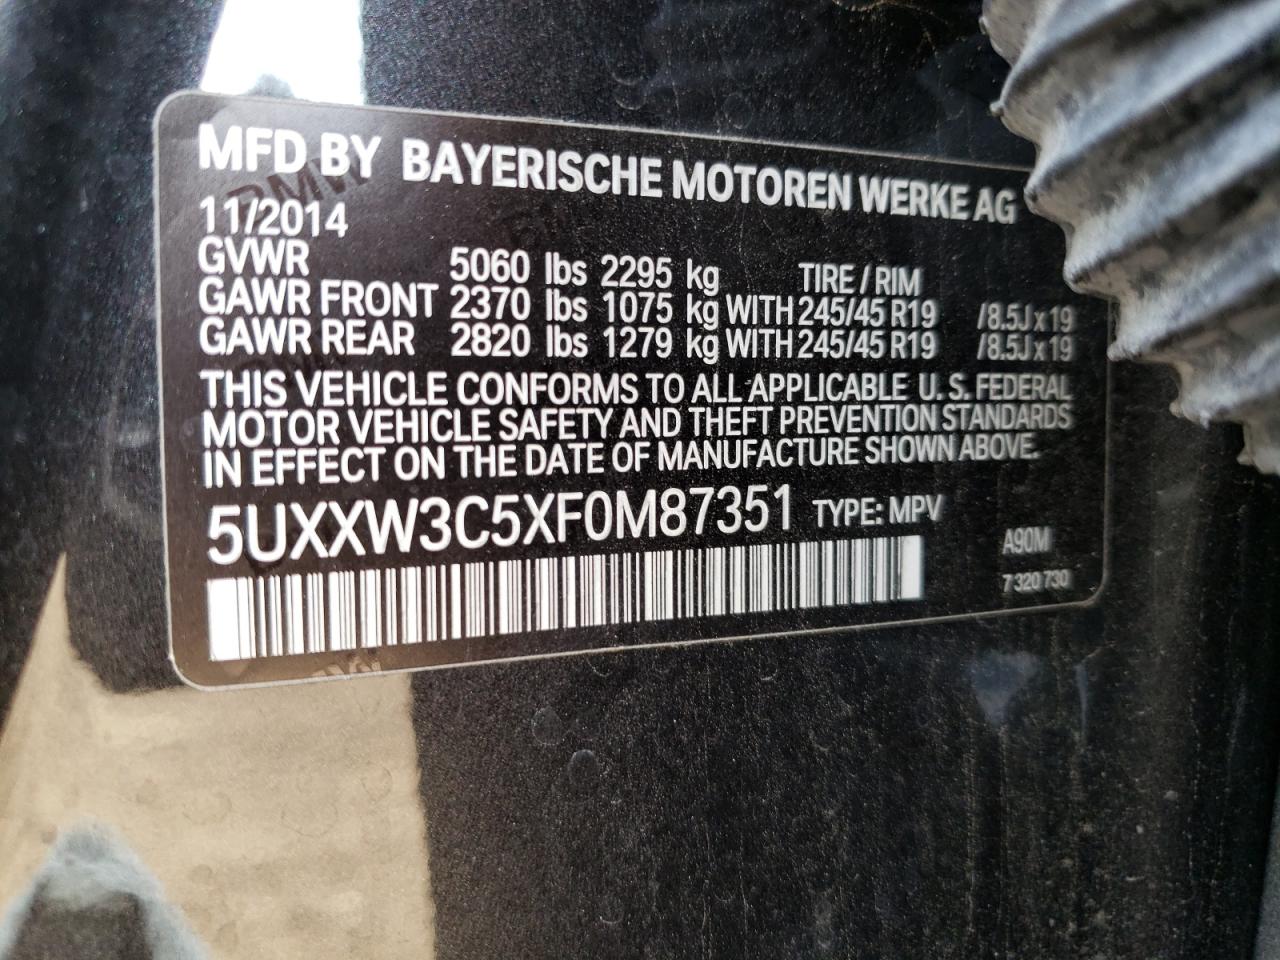 MFD BY BAYERISCHE MOTOREN WERKE AG
11/2014
GVWR 5060 lbs 2295 kg TIRE / RIM
GAWR FRONT 2370 lbs 1075 kg WITH 245/45 R19 /8.5J x 19
GAWR REAR 2820 lbs 1279 kg WITH 245/45 R19 /8.5J x 19
THIS VEHICLE CONFORMS TO ALL APPLICABLE U.S. FEDERAL
MOTOR VEHICLE SAFETY AND THEFT PREVENTION STANDARDS
IN EFFECT ON THE DATE OF MANUFACTURE SHOWN ABOVE.
5UXXW3C5XF0M87351 TYPE: MPV
A90M
7 320 730